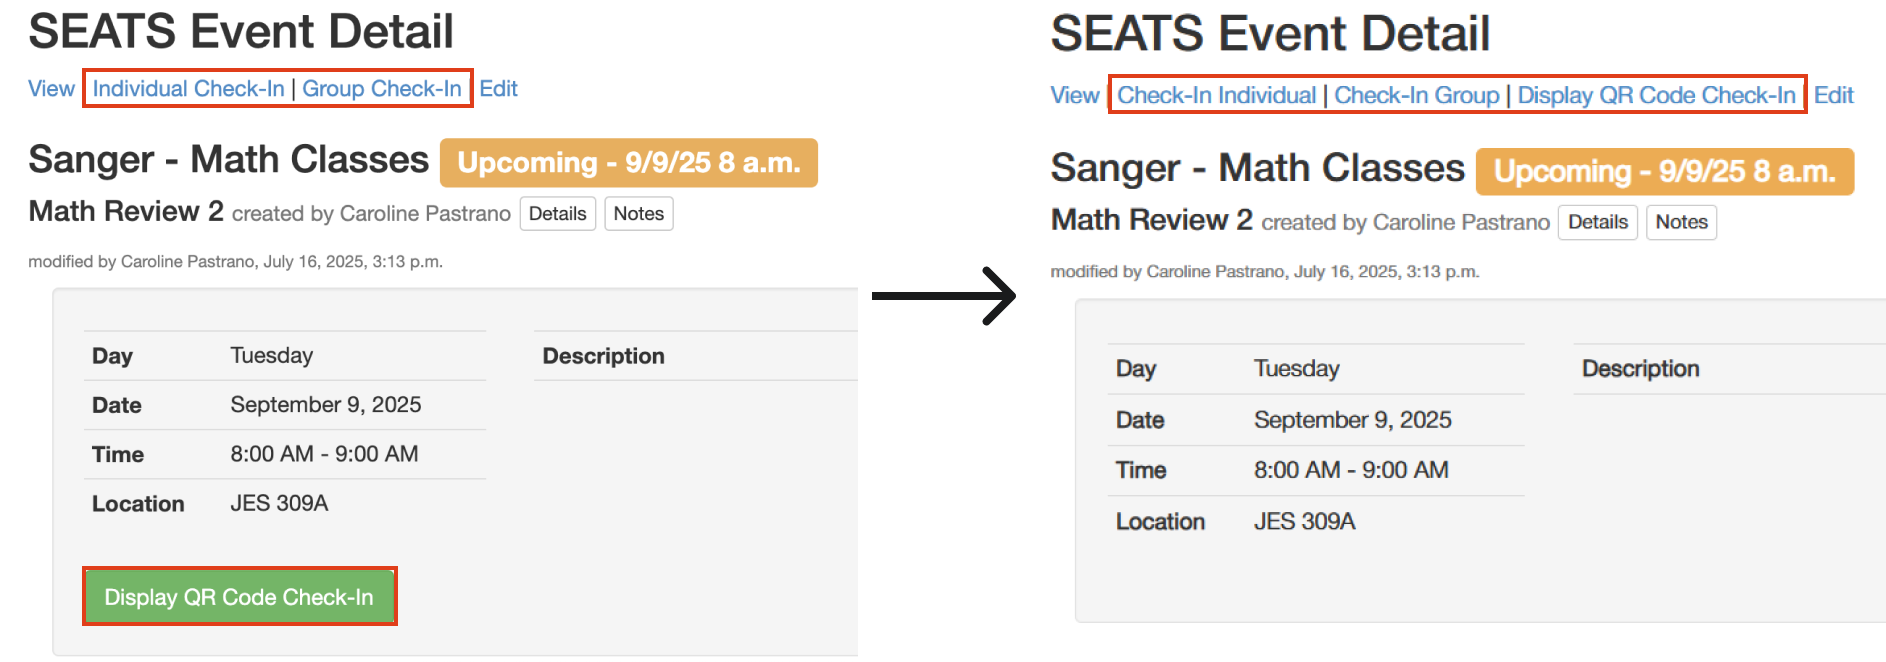 SEATS Event Detail
View Individual Check-In | Group Check-In Edit
Sanger - Math Classes Upcoming - 9/9/25 8 a.m.
Math Review 2 created by Caroline Pastrano Details Notes
modified by Caroline Pastrano, July 16, 2025, 3:13 p.m.
Day Tuesday Description
Date September 9, 2025
Time 8:00 AM - 9:00 AM
Location JES 309A
Display QR Code Check-In
SEATS Event Detail
View | Check-In Individual | Check-In Group | Display QR Code Check-In | Edit
Sanger - Math Classes Upcoming - 9/9/25 8 a.m.
Math Review 2 created by Caroline Pastrano Details Notes
modified by Caroline Pastrano, July 16, 2025, 3:13 p.m.
Day Tuesday Description
Date September 9, 2025
Time 8:00 AM - 9:00 AM
Location JES 309A